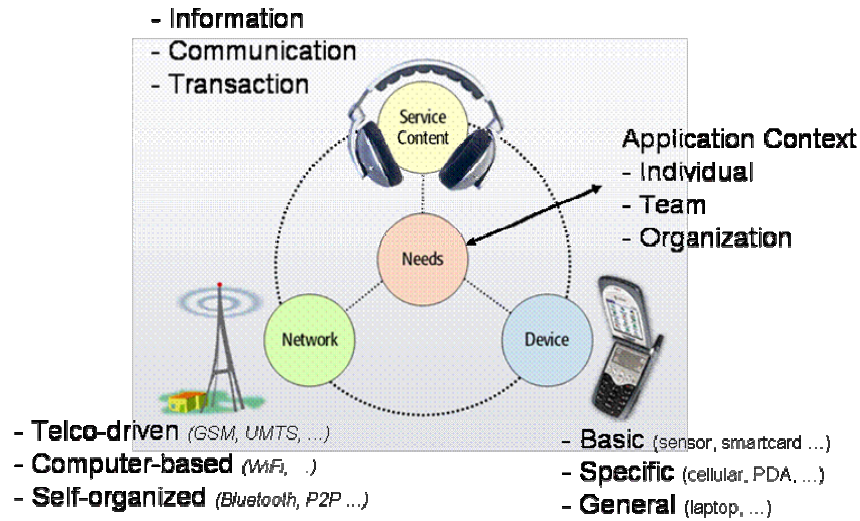 - Information
- Communication
- Transaction
Service
Content
Application Context
- Individual
- Team
- Organization
Needs
Network
Device
- Telco-driven (GSM, UMTS, ...)
- Computer-based (WiFi, .)
- Self-organized (Bluetooth, P2P ...)
- Basic (sensor, smartcard ...)
- Specific (cellular, PDA, ...)
- General (laptop, ...)